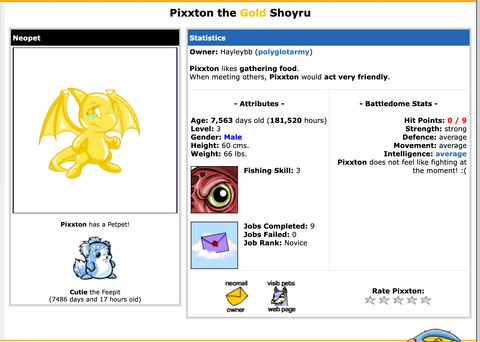 Pixxton the Gold Shoyru
Neopet
Pixxton has a Petpet!
Cutie the Feepit
(7486 days and 17 hours old)
Statistics
Owner: Hayleybb (polyglotarmy)
Pixxton likes gathering food.
When meeting others, Pixxton would act very friendly.
- Attributes -
Age: 7,563 days old (181,520 hours)
Level: 3
Gender: Male
Height: 60 cms.
Weight: 66 lbs.
Fishing Skill: 3
Jobs Completed: 9
Jobs Failed: 0
Job Rank: Novice
neomail
owner
visit pets
web page
- Battledome Stats -
Hit Points: 0 / 9
Strength: strong
Defence: average
Movement: average
Intelligence: average
Pixxton does not feel like fighting at
the moment! :(
Rate Pixxton: